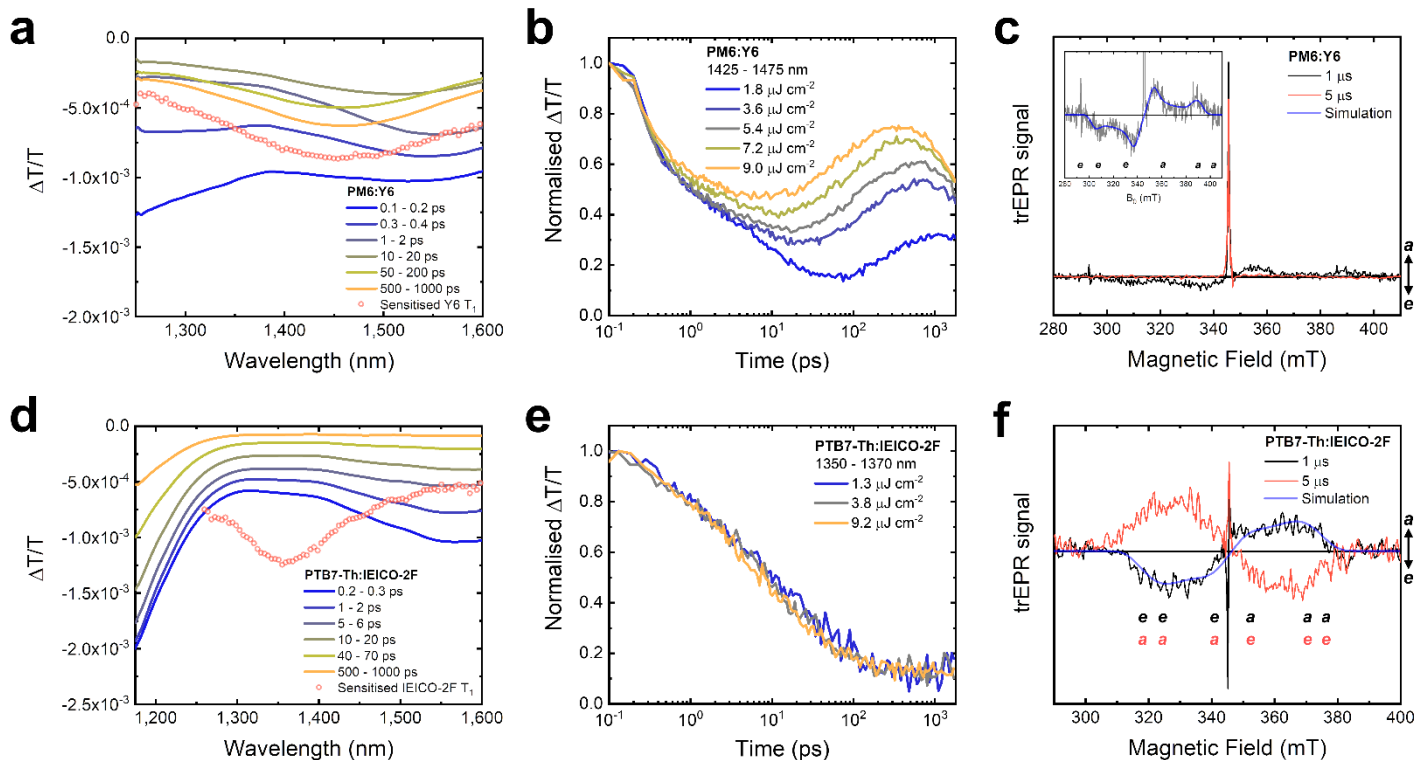 a
ΔT/T
0.0
-5.0x10⁻⁴
-1.0x10⁻³
-1.5x10⁻³
-2.0x10⁻³
PM6:Y6
0.1 - 0.2 ps
0.3 - 0.4 ps
1 - 2 ps
10 - 20 ps
50 - 200 ps
500 - 1000 ps
Sensitised Y6 T₁
1,300 1,400 1,500 1,600
Wavelength (nm)
b
Normalised ΔT/T
1.0
0.8
0.6
0.4
0.2
0.0
PM6:Y6
1425 - 1475 nm
1.8 μJ cm⁻²
3.6 μJ cm⁻²
5.4 μJ cm⁻²
7.2 μJ cm⁻²
9.0 μJ cm⁻²
10⁻¹ 10⁰ 10¹ 10² 10³
Time (ps)
c
trEPR signal
PM6:Y6
1 μs
5 μs
Simulation
e e e a a a
280 300 320 340 360 380 400
B₀ (mT)
a
e
280 300 320 340 360 380 400
Magnetic Field (mT)
d
ΔT/T
0.0
-5.0x10⁻⁴
-1.0x10⁻³
-1.5x10⁻³
-2.0x10⁻³
-2.5x10⁻³
PTB7-Th:IEICO-2F
0.2 - 0.3 ps
1 - 2 ps
5 - 6 ps
10 - 20 ps
40 - 70 ps
500 - 1000 ps
Sensitised IEICO-2F T₁
1,200 1,300 1,400 1,500 1,600
Wavelength (nm)
e
Normalised ΔT/T
1.0
0.8
0.6
0.4
0.2
0.0
PTB7-Th:IEICO-2F
1350 - 1370 nm
1.3 μJ cm⁻²
3.8 μJ cm⁻²
9.2 μJ cm⁻²
10⁻¹ 10⁰ 10¹ 10² 10³
Time (ps)
f
trEPR signal
PTB7-Th:IEICO-2F
1 μs
5 μs
Simulation
a
e
e e e a a a
a a a e e e
300 320 340 360 380 400
Magnetic Field (mT)